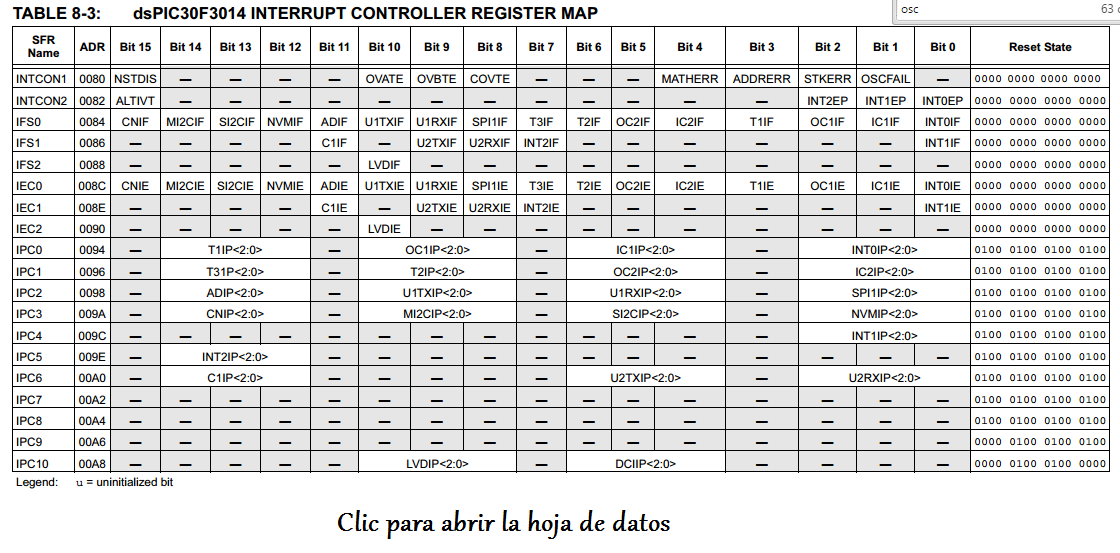 osc 63 c
TABLE 8-3: dsPIC30F3014 INTERRUPT CONTROLLER REGISTER MAP
SFR Name ADR Bit 15 Bit 14 Bit 13 Bit 12 Bit 11 Bit 10 Bit 9 Bit 8 Bit 7 Bit 6 Bit 5 Bit 4 Bit 3 Bit 2 Bit 1 Bit 0 Reset State
INTCON1 0080 NSTDIS — — — — OVATE OVBTE COVTE — — — MATHERR ADDRERR STKERR OSCFAIL — 0000 0000 0000 0000
INTCON2 0082 ALTIVT — — — — — — — — — — — — INT2EP INT1EP INT0EP 0000 0000 0000 0000
IFS0 0084 CNIF MI2CIF SI2CIF NVMIF ADIF U1TXIF U1RXIF SPI1IF T3IF T2IF OC2IF IC2IF T1IF OC1IF IC1IF INT0IF 0000 0000 0000 0000
IFS1 0086 — — — — C1IF — U2TXIF U2RXIF INT2IF — — — — — — INT1IF 0000 0000 0000 0000
IFS2 0088 — — — — — LVDIF — — — — — — — — — — 0000 0000 0000 0000
IEC0 008C CNIE MI2CIE SI2CIE NVMIE ADIE U1TXIE U1RXIE SPI1IE T3IE T2IE OC2IE IC2IE T1IE OC1IE IC1IE INT0IE 0000 0000 0000 0000
IEC1 008E — — — — C1IE — U2TXIE U2RXIE INT2IE — — — — — — INT1IE 0000 0000 0000 0000
IEC2 0090 — — — — — LVDIE — — — — — — — — — — 0000 0000 0000 0000
IPC0 0094 — T1IP<2:0> — OC1IP<2:0> — IC1IP<2:0> — INT0IP<2:0> 0100 0100 0100 0100
IPC1 0096 — T31P<2:0> — T2IP<2:0> — OC2IP<2:0> — IC2IP<2:0> 0100 0100 0100 0100
IPC2 0098 — ADIP<2:0> — U1TXIP<2:0> — U1RXIP<2:0> — SPI1IP<2:0> 0100 0100 0100 0100
IPC3 009A — CNIP<2:0> — MI2CIP<2:0> — SI2CIP<2:0> — NVMIP<2:0> 0100 0100 0100 0100
IPC4 009C — — — — — — — — — — — — — INT1IP<2:0> 0100 0100 0100 0100
IPC5 009E — INT2IP<2:0> — — — — — — — — — — — — 0100 0100 0100 0100
IPC6 00A0 — C1IP<2:0> — — — — — U2TXIP<2:0> — U2RXIP<2:0> 0100 0100 0100 0100
IPC7 00A2 — — — — — — — — — — — — — — — — 0100 0100 0100 0100
IPC8 00A4 — — — — — — — — — — — — — — — — 0100 0100 0100 0100
IPC9 00A6 — — — — — — — — — — — — — — — — 0000 0100 0100 0100
IPC10 00A8 — — — — — LVDIP<2:0> — DCIIP<2:0> — — — — 0000 0100 0100 0000
Legend: u = uninitialized bit
Clic para abrir la hoja de datos